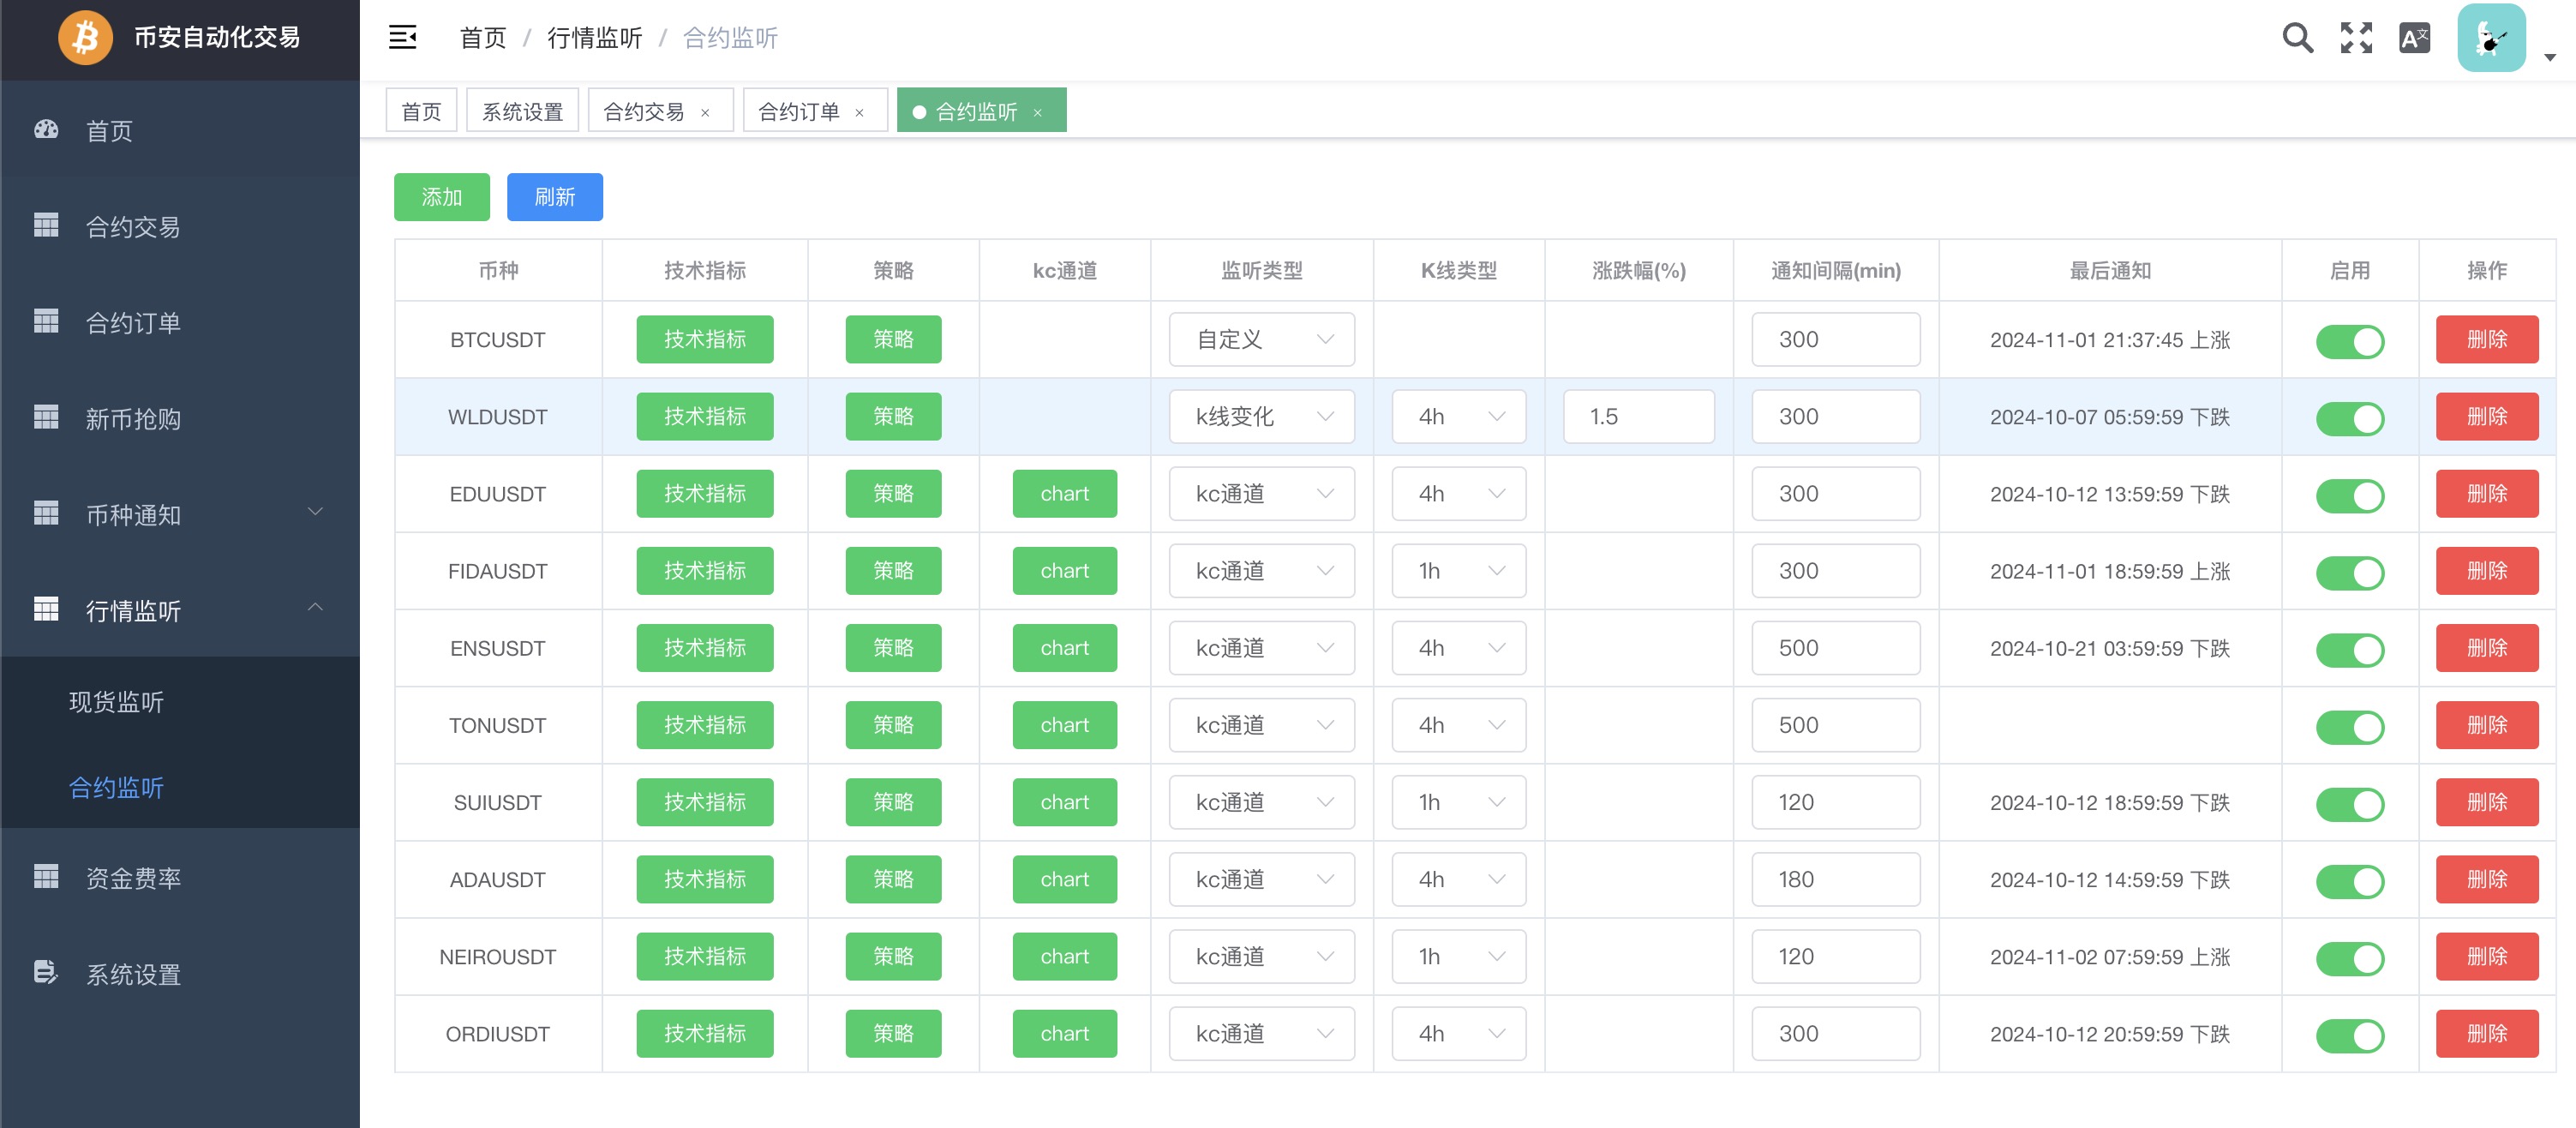 币安自动化交易
首页 / 行情监听 / 合约监听
首页 系统设置 合约交易 × 合约订单 × 合约监听 ×
首页
合约交易
合约订单
新币抢购
币种通知
行情监听
现货监听
合约监听
资金费率
系统设置
添加 刷新
币种 技术指标 策略 kc通道 监听类型 K线类型 涨跌幅(%) 通知间隔(min) 最后通知 启用 操作
BTCUSDT 技术指标 策略 自定义 300 2024-11-01 21:37:45 上涨 删除
WLDUSDT 技术指标 策略 k线变化 4h 1.5 300 2024-10-07 05:59:59 下跌 删除
EDUUSDT 技术指标 策略 chart kc通道 4h 300 2024-10-12 13:59:59 下跌 删除
FIDAUSDT 技术指标 策略 chart kc通道 1h 300 2024-11-01 18:59:59 上涨 删除
ENSUSDT 技术指标 策略 chart kc通道 4h 500 2024-10-21 03:59:59 下跌 删除
TONUSDT 技术指标 策略 chart kc通道 4h 500 删除
SUIUSDT 技术指标 策略 chart kc通道 1h 120 2024-10-12 18:59:59 下跌 删除
ADAUSDT 技术指标 策略 chart kc通道 4h 180 2024-10-12 14:59:59 下跌 删除
NEIROUSDT 技术指标 策略 chart kc通道 1h 120 2024-11-02 07:59:59 上涨 删除
ORDIUSDT 技术指标 策略 chart kc通道 4h 300 2024-10-12 20:59:59 下跌 删除